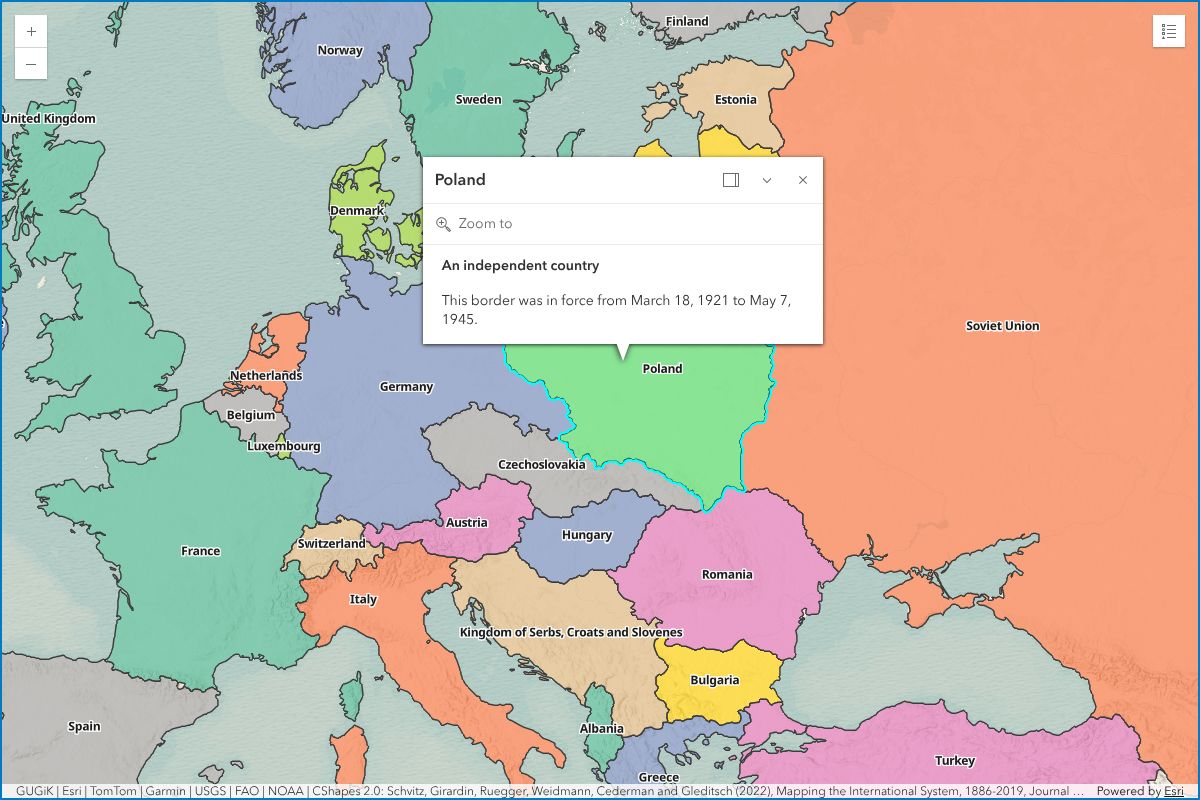 Finland
Norway
Sweden
Estonia
United Kingdom
Poland
Denmark
Zoom to
An independent country
This border was in force from March 18, 1921 to May 7,
1945.
Soviet Union
Poland
Netherlands
Germany
Belgium
Luxembourg
Czechoslovakia
Austria
Hungary
Switzerland
France
Romania
Italy
Kingdom of Serbs, Croats and Slovenes
Bulgaria
Spain
Albania
Turkey
Greece
GUGiK | Esri | TomTom | Garmin | USGS | FAO | NOAA | CShapes 2.0: Schvitz, Girardin, Ruegger, Weidmann, Cederman and Gleditsch (2022), Mapping the International System, 1886-2019, Journal ... Powered by Esri